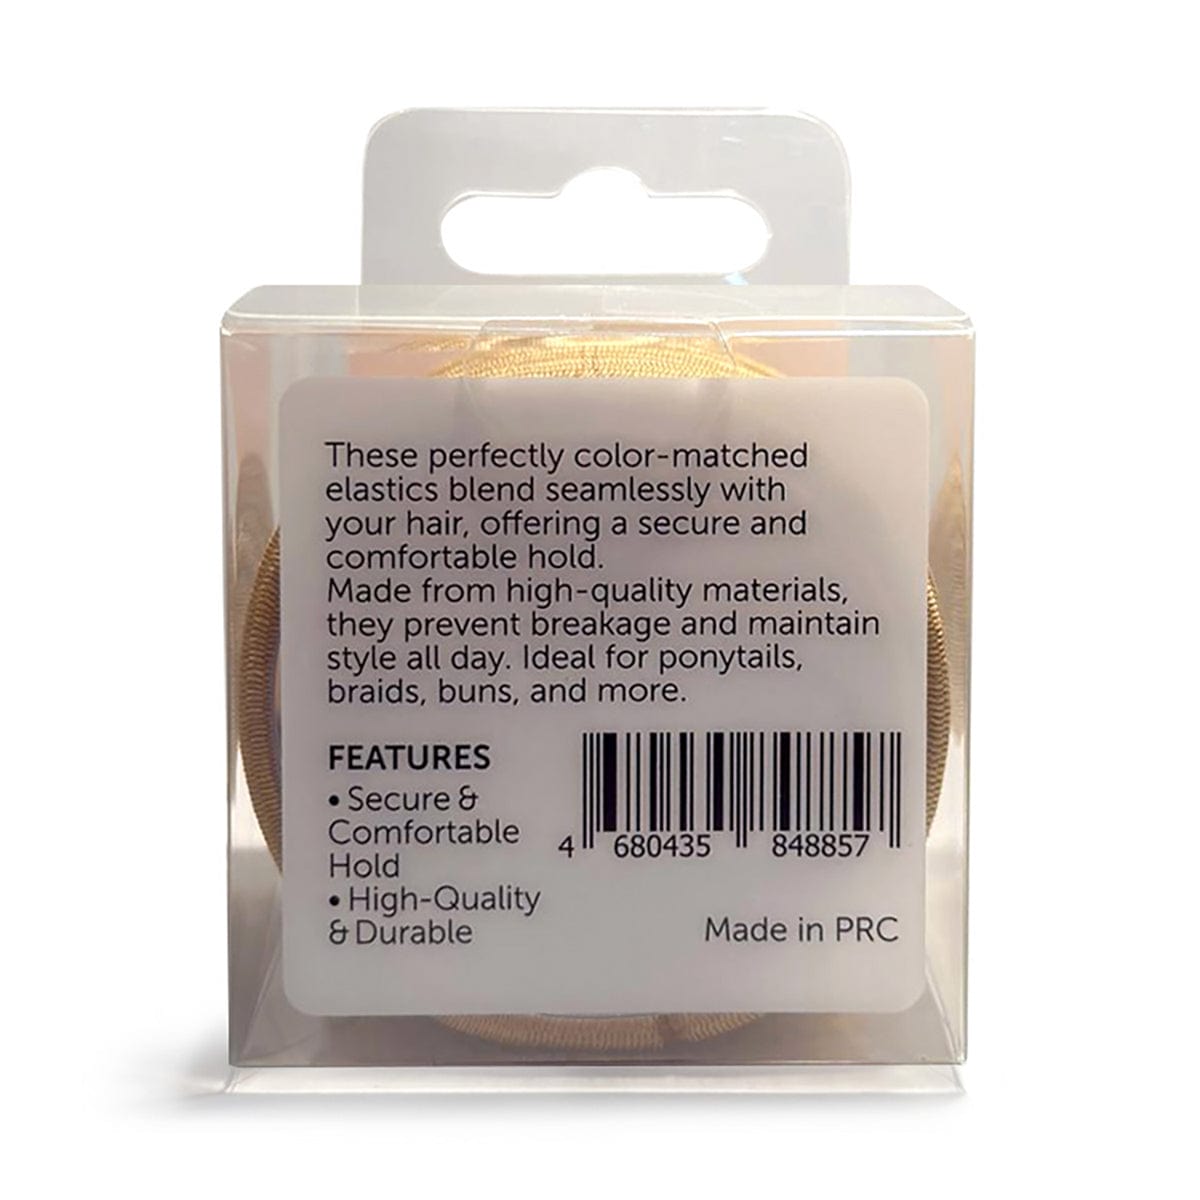 These perfectly color-matched
elastics blend seamlessly with
your hair, offering a secure and
comfortable hold.
Made from high-quality materials,
they prevent breakage and maintain
style all day. Ideal for ponytails,
braids, buns, and more.
FEATURES
• Secure &
Comfortable
Hold
• High-Quality
& Durable
4 680435 848857
Made in PRC